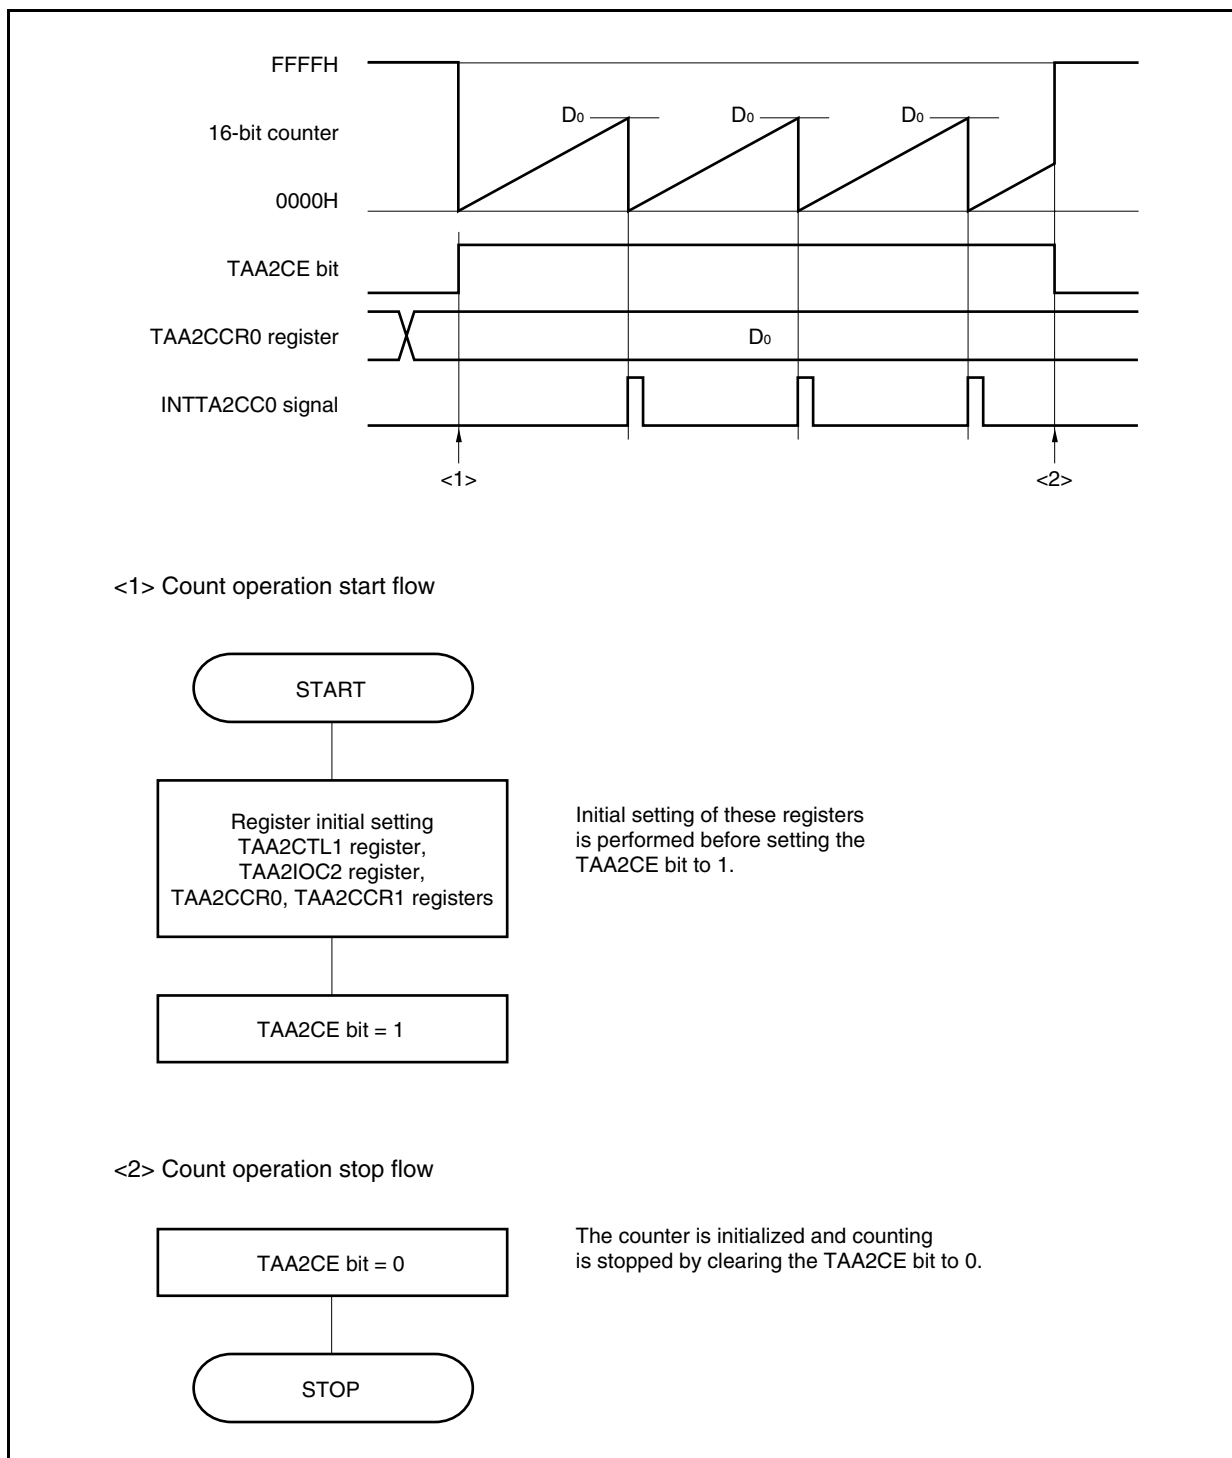 FFFFH
D0 D0 D0
16-bit counter
0000H
TAA2CE bit
TAA2CCR0 register D0
INTTA2CC0 signal
<1> <2>
<1> Count operation start flow
START
Register initial setting
TAA2CTL1 register,
TAA2IOC2 register,
TAA2CCR0, TAA2CCR1 registers
Initial setting of these registers
is performed before setting the
TAA2CE bit to 1.
TAA2CE bit = 1
<2> Count operation stop flow
TAA2CE bit = 0
The counter is initialized and counting
is stopped by clearing the TAA2CE bit to 0.
STOP